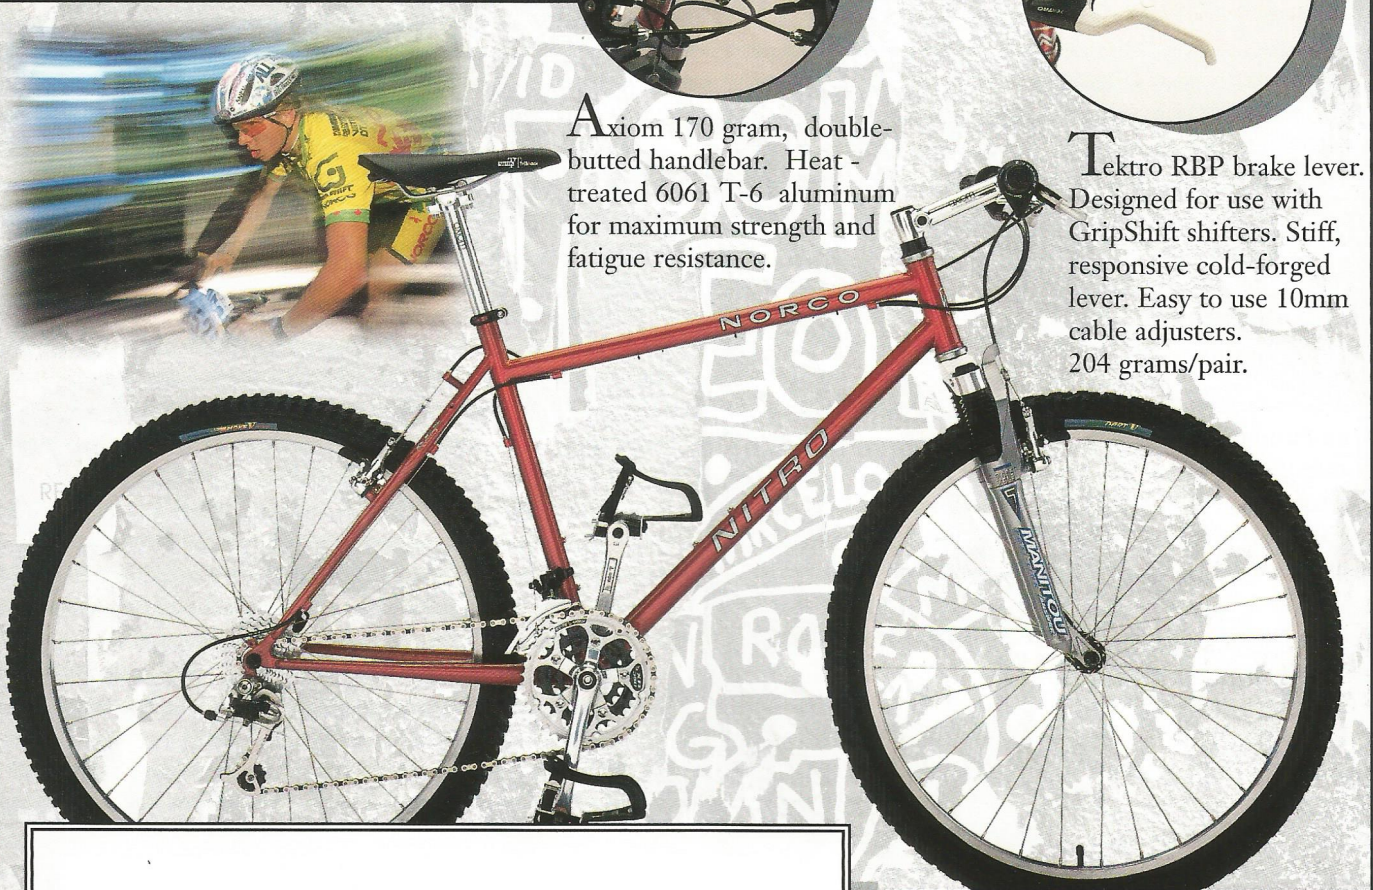 Axiom 170 gram, double-
butted handlebar. Heat -
treated 6061 T-6 aluminum
for maximum strength and
fatigue resistance.
Tektro RBP brake lever.
Designed for use with
GripShift shifters. Stiff,
responsive cold-forged
lever. Easy to use 10mm
cable adjusters.
204 grams/pair.
NORCO
NITRO
MANITOU
NORCO